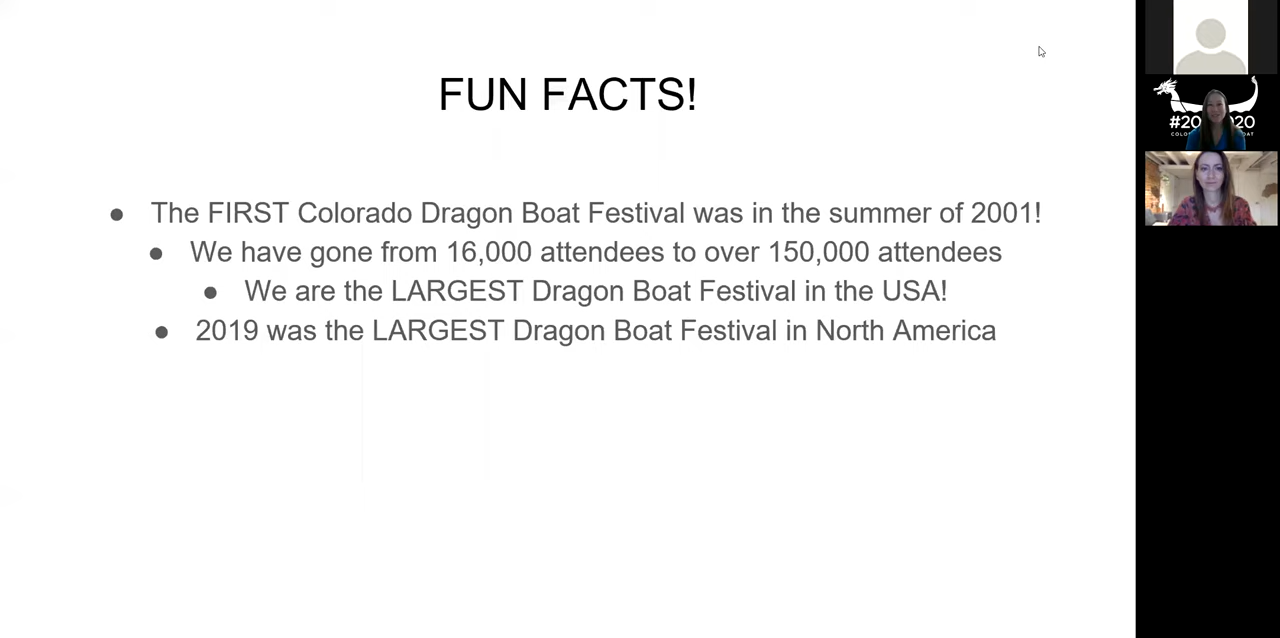 FUN FACTS!
● The FIRST Colorado Dragon Boat Festival was in the summer of 2001!
● We have gone from 16,000 attendees to over 150,000 attendees
● We are the LARGEST Dragon Boat Festival in the USA!
● 2019 was the LARGEST Dragon Boat Festival in North America